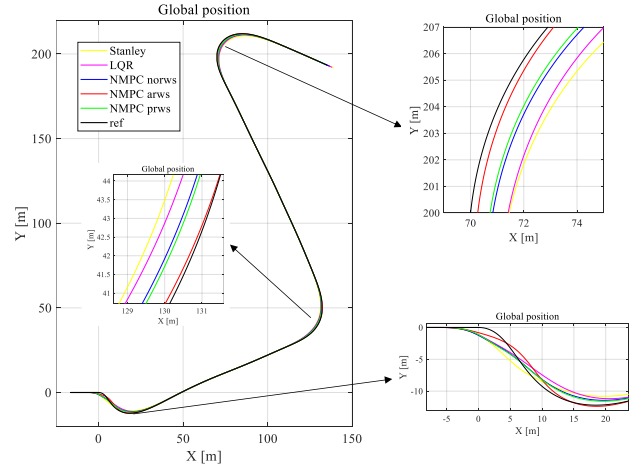 Global position
200
150
100
50
0
Y [m]
0
50
100
150
X [m]
Stanley
LQR
NMPC norws
NMPC arws
NMPC prws
ref
Global position
44
43.5
43
42.5
42
41.5
41
Y [m]
129
130
131
X [m]
Global position
207
206
205
204
203
202
201
200
Y [m]
70
72
74
X [m]
Global position
0
-5
-10
Y [m]
-5
0
5
10
15
20
X [m]